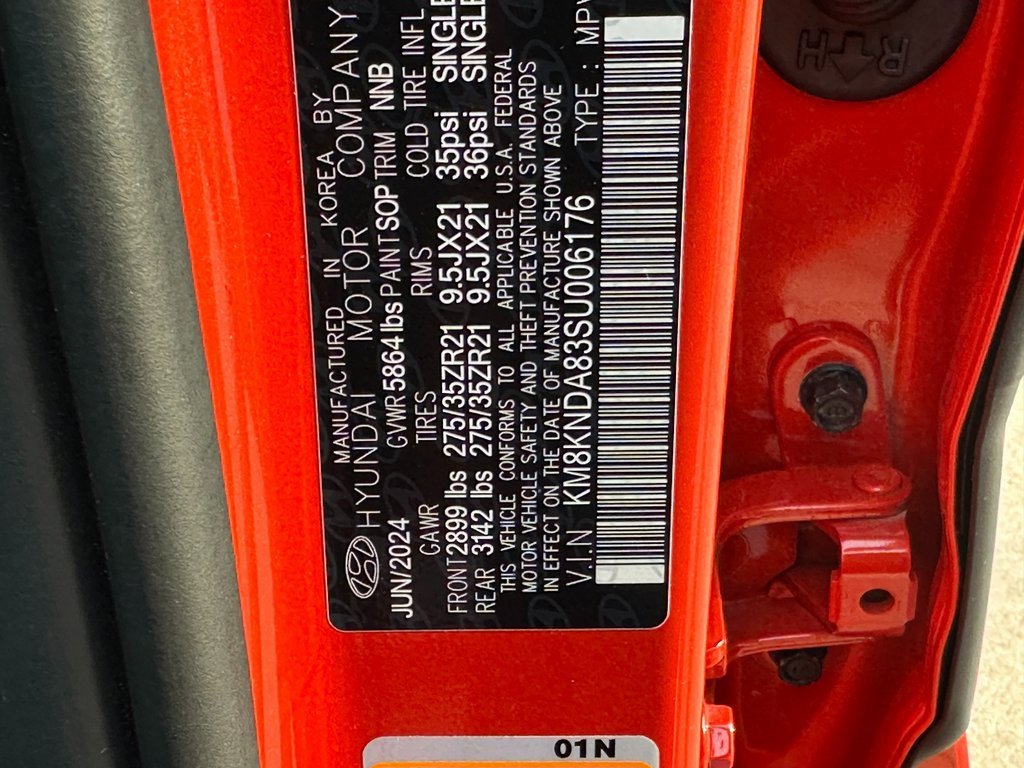 MANUFACTURED IN KOREA BY
HYUNDAI MOTOR COMPANY
JUN/2024 GVWR 5864 lbs PAINT SOP TRIM NNB
GAWR TIRES RIMS COLD TIRE INFL
FRONT 2899 lbs 275/35ZR21 9.5JX21 35psi SINGLE
REAR 3142 lbs 275/35ZR21 9.5JX21 36psi SINGLE
THIS VEHICLE CONFORMS TO ALL APPLICABLE U.S.A. FEDERAL
MOTOR VEHICLE SAFETY AND THEFT PREVENTION STANDARDS
IN EFFECT ON THE DATE OF MANUFACTURE SHOWN ABOVE
V.I.N KM8KNDA83SU006176 TYPE : MPV
01N
RH